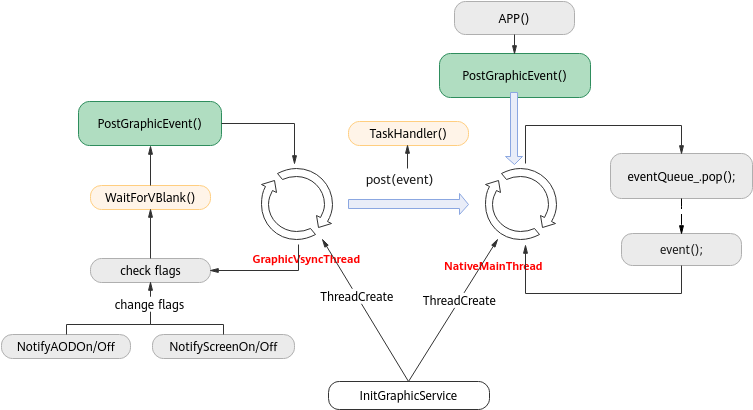 APP()
PostGraphicEvent()
PostGraphicEvent()
TaskHandler()
post(event)
eventQueue_.pop();
WaitForVBlank()
event();
GraphicVsyncThread
NativeMainThread
check flags
ThreadCreate
ThreadCreate
change flags
NotifyAODOn/Off
NotifyScreenOn/Off
InitGraphicService